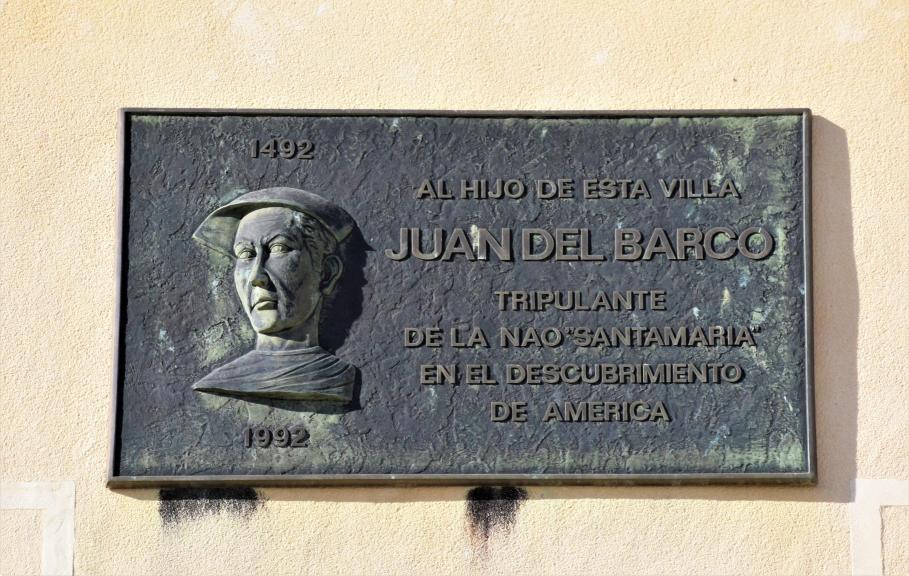 1492
AL HIJO DE ESTA VILLA
JUAN DEL BARCO
TRIPULANTE
DE LA NAO "SANTAMARIA"
EN EL DESCUBRIMIENTO
DE AMERICA
1992